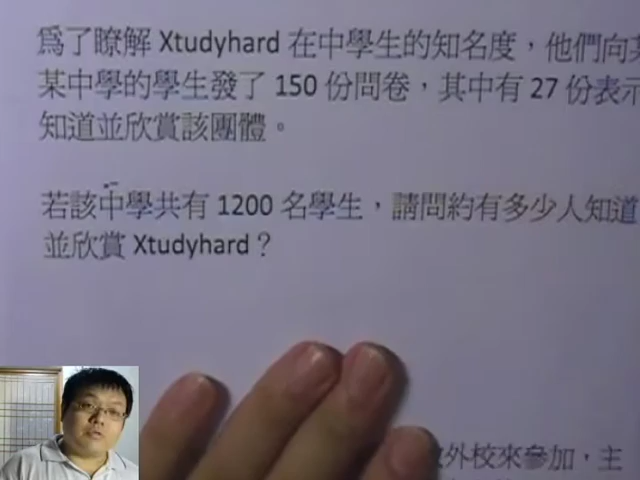 爲了瞭解 Xtudyhard 在中學生的知名度，他們向
某中學的學生發了 150 份問卷，其中有 27 份表示
知道並欣賞該團體。
若該中學共有 1200 名學生，請問約有多少人知道
並欣賞 Xtudyhard？
外校來參加，主